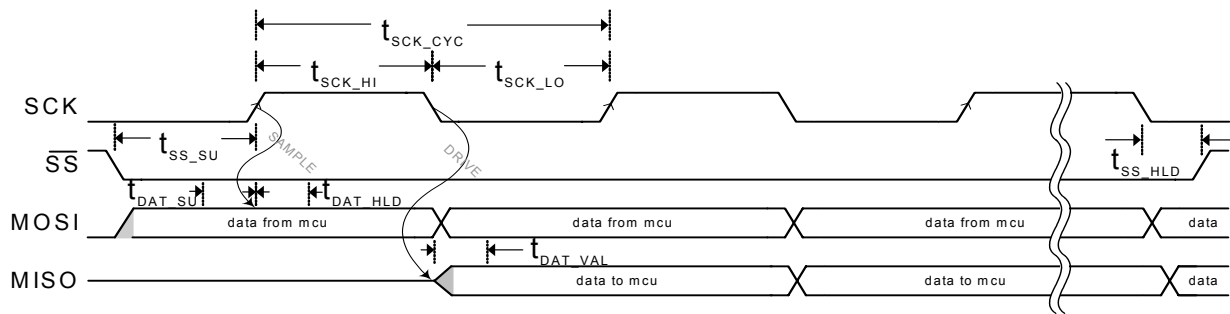 tSCK_CYC
tSCK_HI
tSCK_LO
SCK
tSS_SU
SAMPLE
DRIVE
SS
tSS_HLD
tDAT_SU
tDAT_HLD
MOSI
data from mcu
data from mcu
data from mcu
data
tDAT_VAL
MISO
data to mcu
data to mcu
data